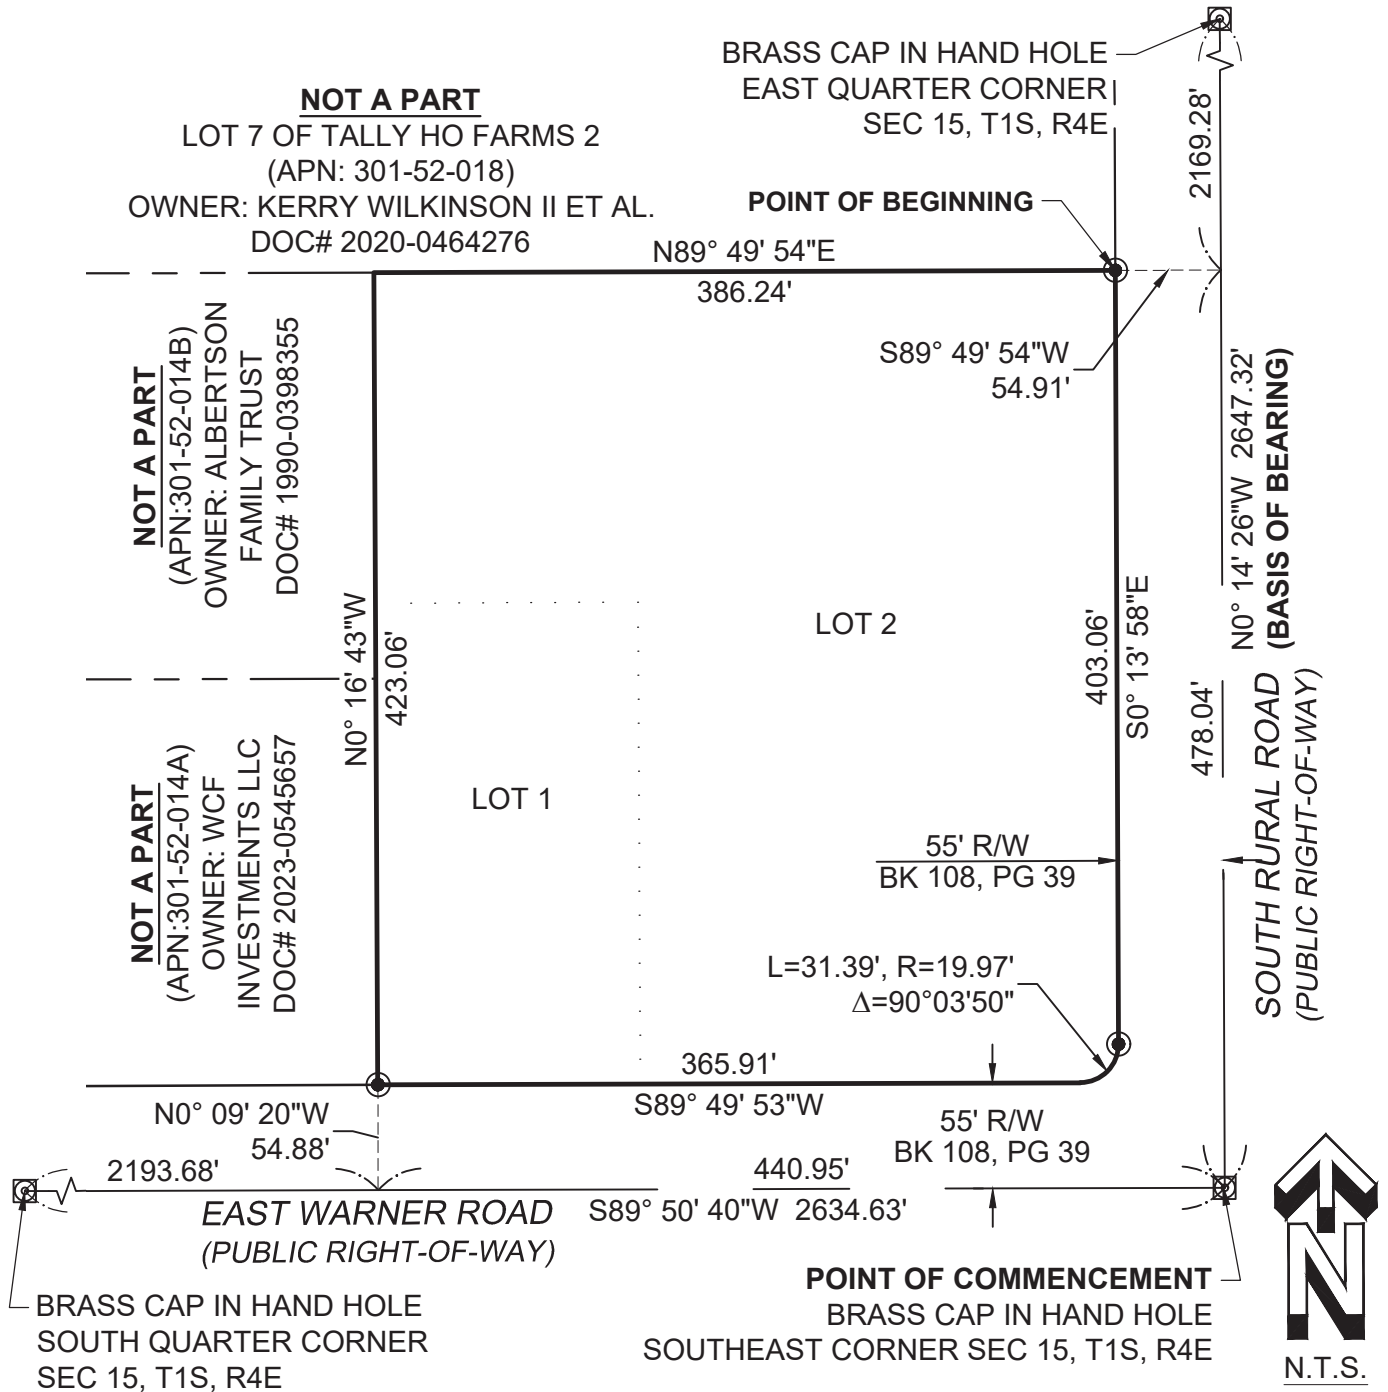 BRASS CAP IN HAND HOLE
EAST QUARTER CORNER
SEC 15, T1S, R4E
NOT A PART
LOT 7 OF TALLY HO FARMS 2
(APN: 301-52-018)
OWNER: KERRY WILKINSON II ET AL.
DOC# 2020-0464276
2169.28'
POINT OF BEGINNING
N89° 49' 54"E
386.24'
S89° 49' 54"W
54.91'
NOT A PART
(APN:301-52-014B)
OWNER: ALBERTSON
FAMILY TRUST
DOC# 1990-0398355
N0° 14' 26"W 2647.32'
(BASIS OF BEARING)
N0° 16' 43"W
423.06'
LOT 2
403.06'
S0° 13' 58"E
478.04'
SOUTH RURAL ROAD
(PUBLIC RIGHT-OF-WAY)
NOT A PART
(APN:301-52-014A)
OWNER: WCF
INVESTMENTS LLC
DOC# 2023-0545657
LOT 1
55' R/W
BK 108, PG 39
L=31.39', R=19.97'
Δ=90°03'50"
365.91'
S89° 49' 53"W
N0° 09' 20"W
54.88'
55' R/W
BK 108, PG 39
2193.68'
440.95'
S89° 50' 40"W 2634.63'
EAST WARNER ROAD
(PUBLIC RIGHT-OF-WAY)
BRASS CAP IN HAND HOLE
SOUTH QUARTER CORNER
SEC 15, T1S, R4E
POINT OF COMMENCEMENT
BRASS CAP IN HAND HOLE
SOUTHEAST CORNER SEC 15, T1S, R4E
N
N.T.S.